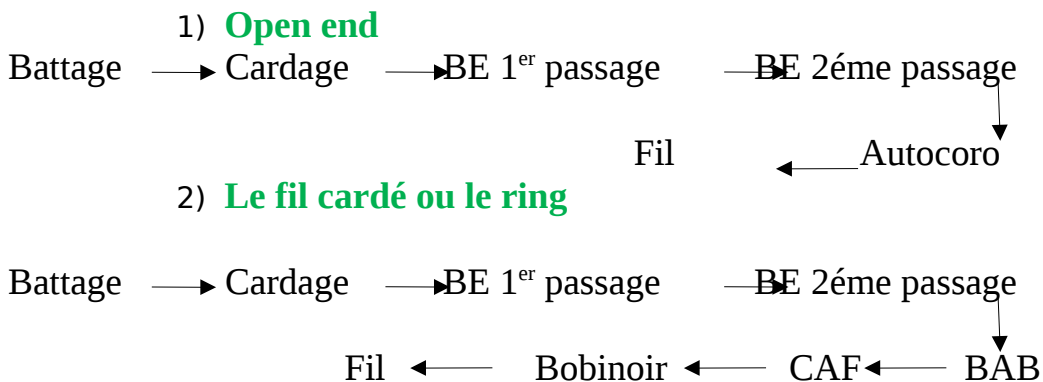 1) Open end
Battage Cardage BE 1er passage BE 2éme passage
Fil Autocoro
2) Le fil cardé ou le ring
Battage Cardage BE 1er passage BE 2éme passage
Fil Bobinoir CAF BAB